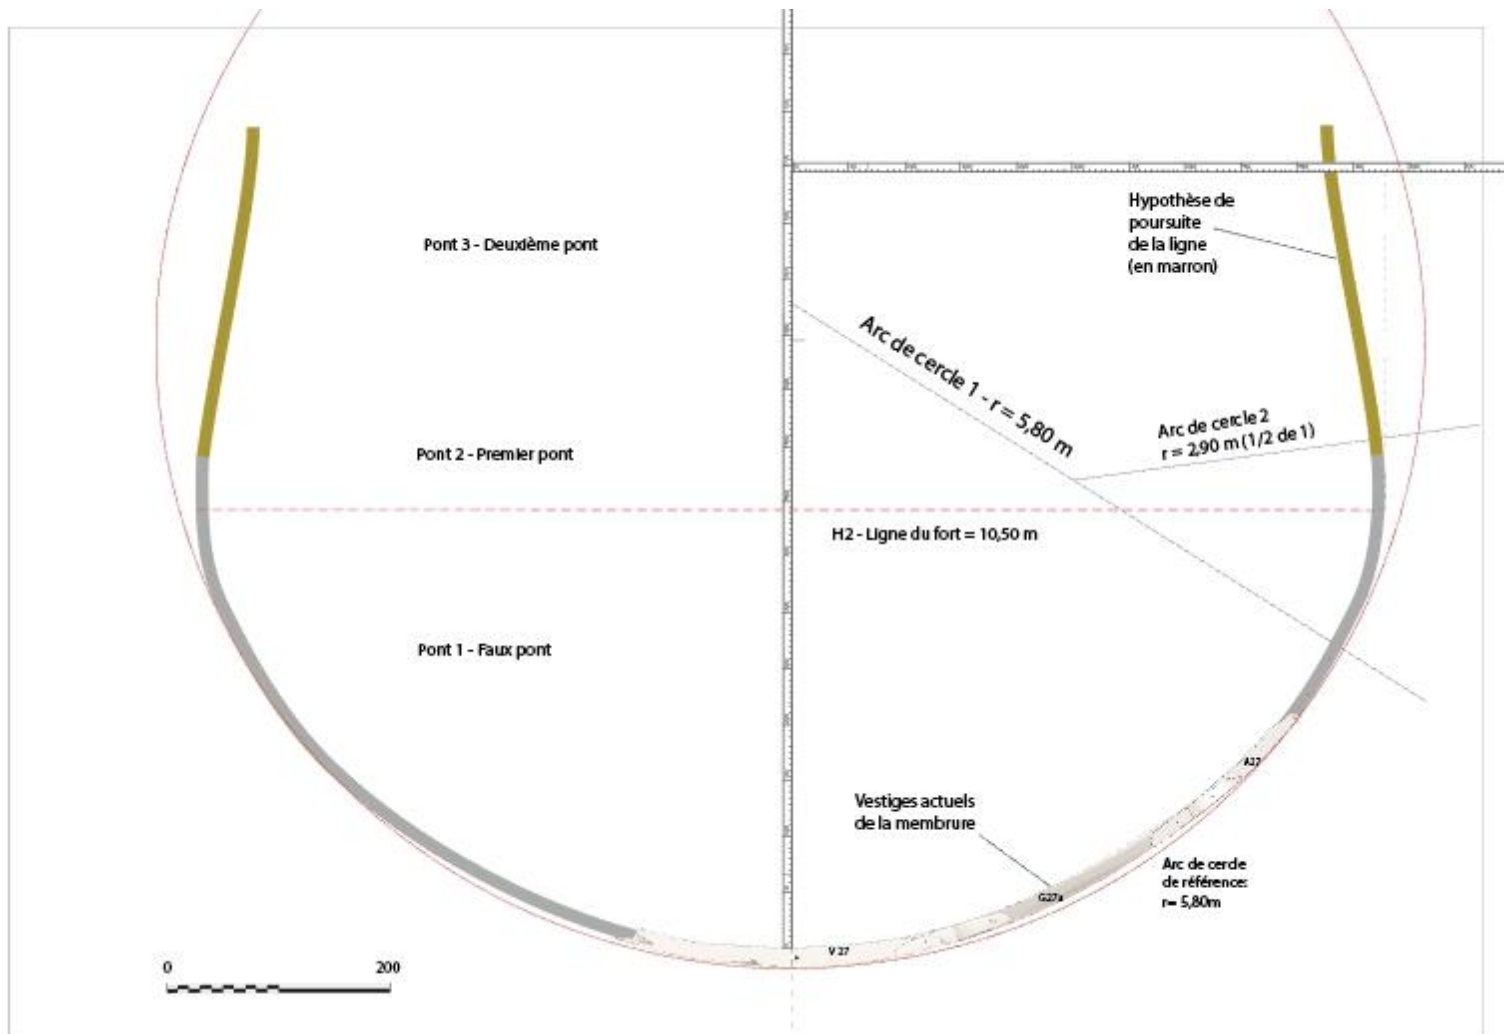 Hypothèse de
poursuite
de la ligne
(en marron)
Pont 3 - Deuxième pont
Arc de cercle 1 - r = 5,80 m
Arc de cercle 2
r = 2,90 m (1/2 de 1)
Pont 2 - Premier pont
H2 - Ligne du fort = 10,50 m
Pont 1 - Faux pont
A27
Vestiges actuels
de la membrure
Arc de cercle
de référence:
r= 5,80m
G27a
V 27
0 200